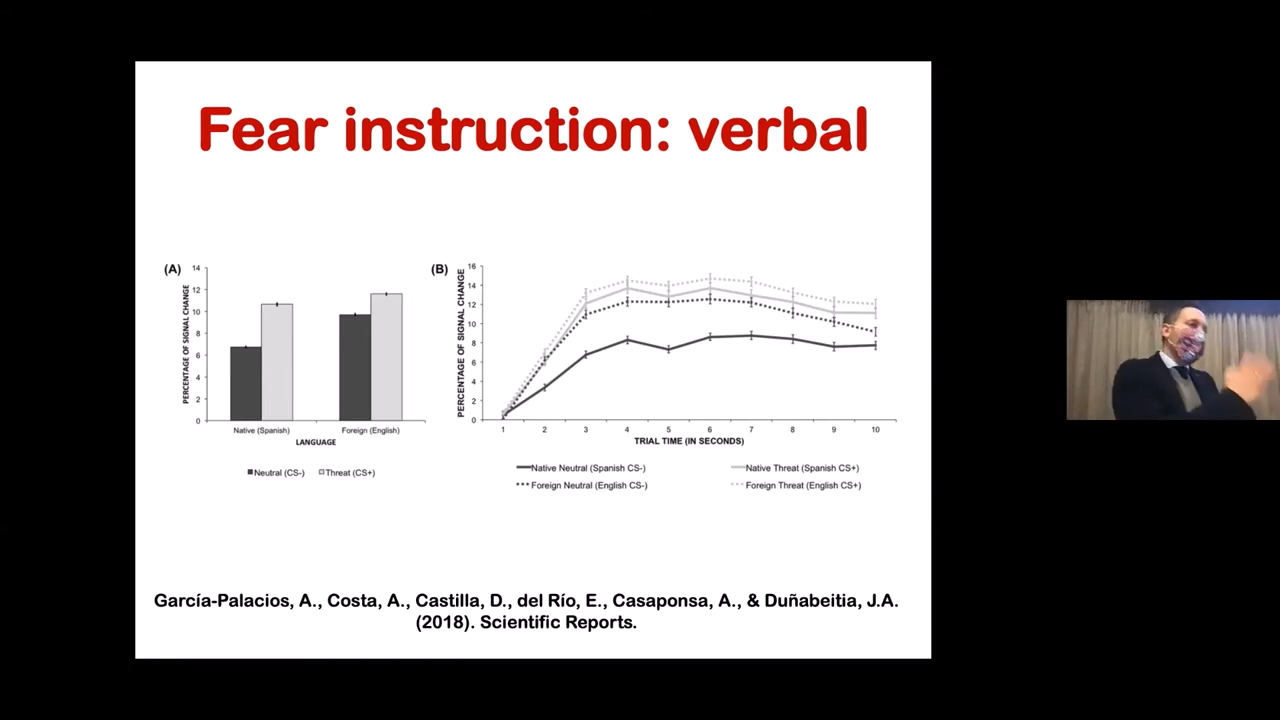 Fear instruction: verbal
(A)
PERCENTAGE OF SIGNAL CHANGE
14
12
10
8
6
4
2
0
Native (Spanish)
Foreign (English)
LANGUAGE
Neutral (CS-)
Threat (CS+)
(B)
PERCENTAGE OF SIGNAL CHANGE
16
14
12
10
8
6
4
2
0
1 2 3 4 5 6 7 8 9 10
TRIAL TIME (IN SECONDS)
Native Neutral (Spanish CS-)
Native Threat (Spanish CS+)
Foreign Neutral (English CS-)
Foreign Threat (English CS+)
García-Palacios, A., Costa, A., Castilla, D., del Río, E., Casaponsa, A., & Duñabeitia, J.A.
(2018). Scientific Reports.